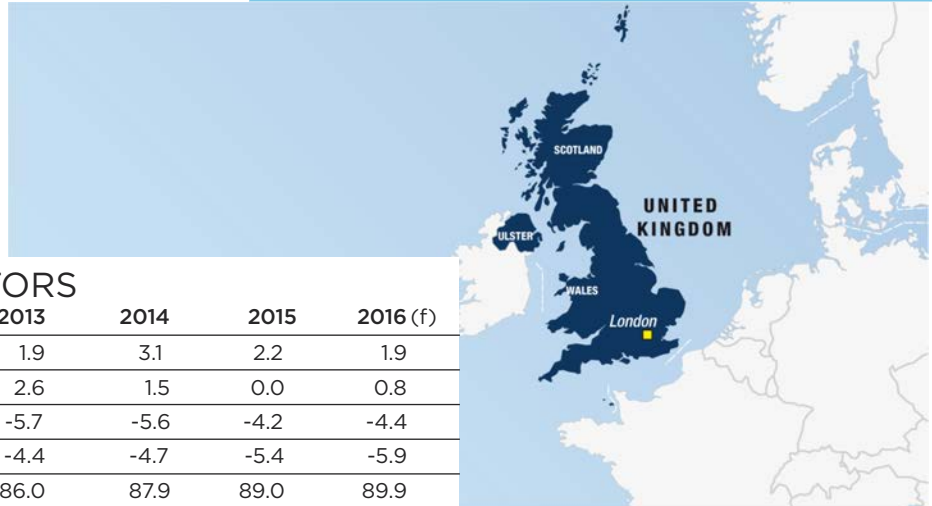 SCOTLAND
UNITED
KINGDOM
ULSTER
WALES
London
TORS
2013 2014 2015 2016 (f)
1.9 3.1 2.2 1.9
2.6 1.5 0.0 0.8
-5.7 -5.6 -4.2 -4.4
-4.4 -4.7 -5.4 -5.9
86.0 87.9 89.0 89.9